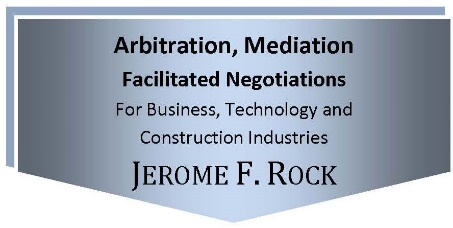 Arbitration, Mediation
Facilitated Negotiations
For Business, Technology and
Construction Industries
JEROME F. ROCK